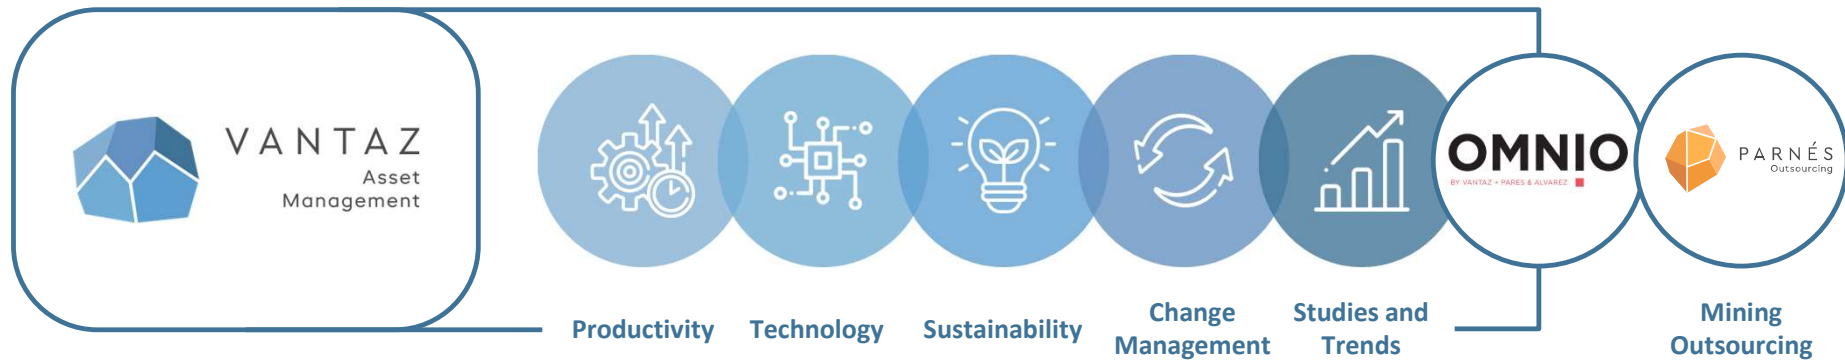 VANTAZ
Asset
Management
OMNIO
BY VANTAZ + PARES & ALVAREZ
PARNÉS
Outsourcing
Productivity
Technology
Sustainability
Change
Management
Studies and
Trends
Mining
Outsourcing